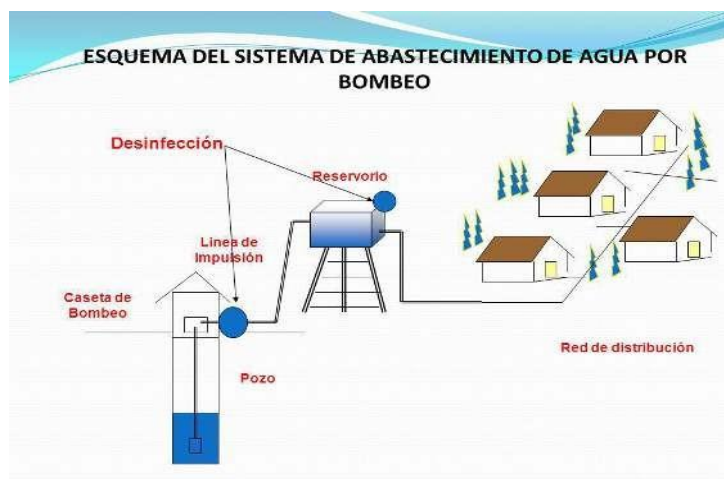 ESQUEMA DEL SISTEMA DE ABASTECIMIENTO DE AGUA POR
BOMBEO
Desinfección
Reservorio
Linea de
Impulsión
Caseta de
Bombeo
Red de distribución
Pozo